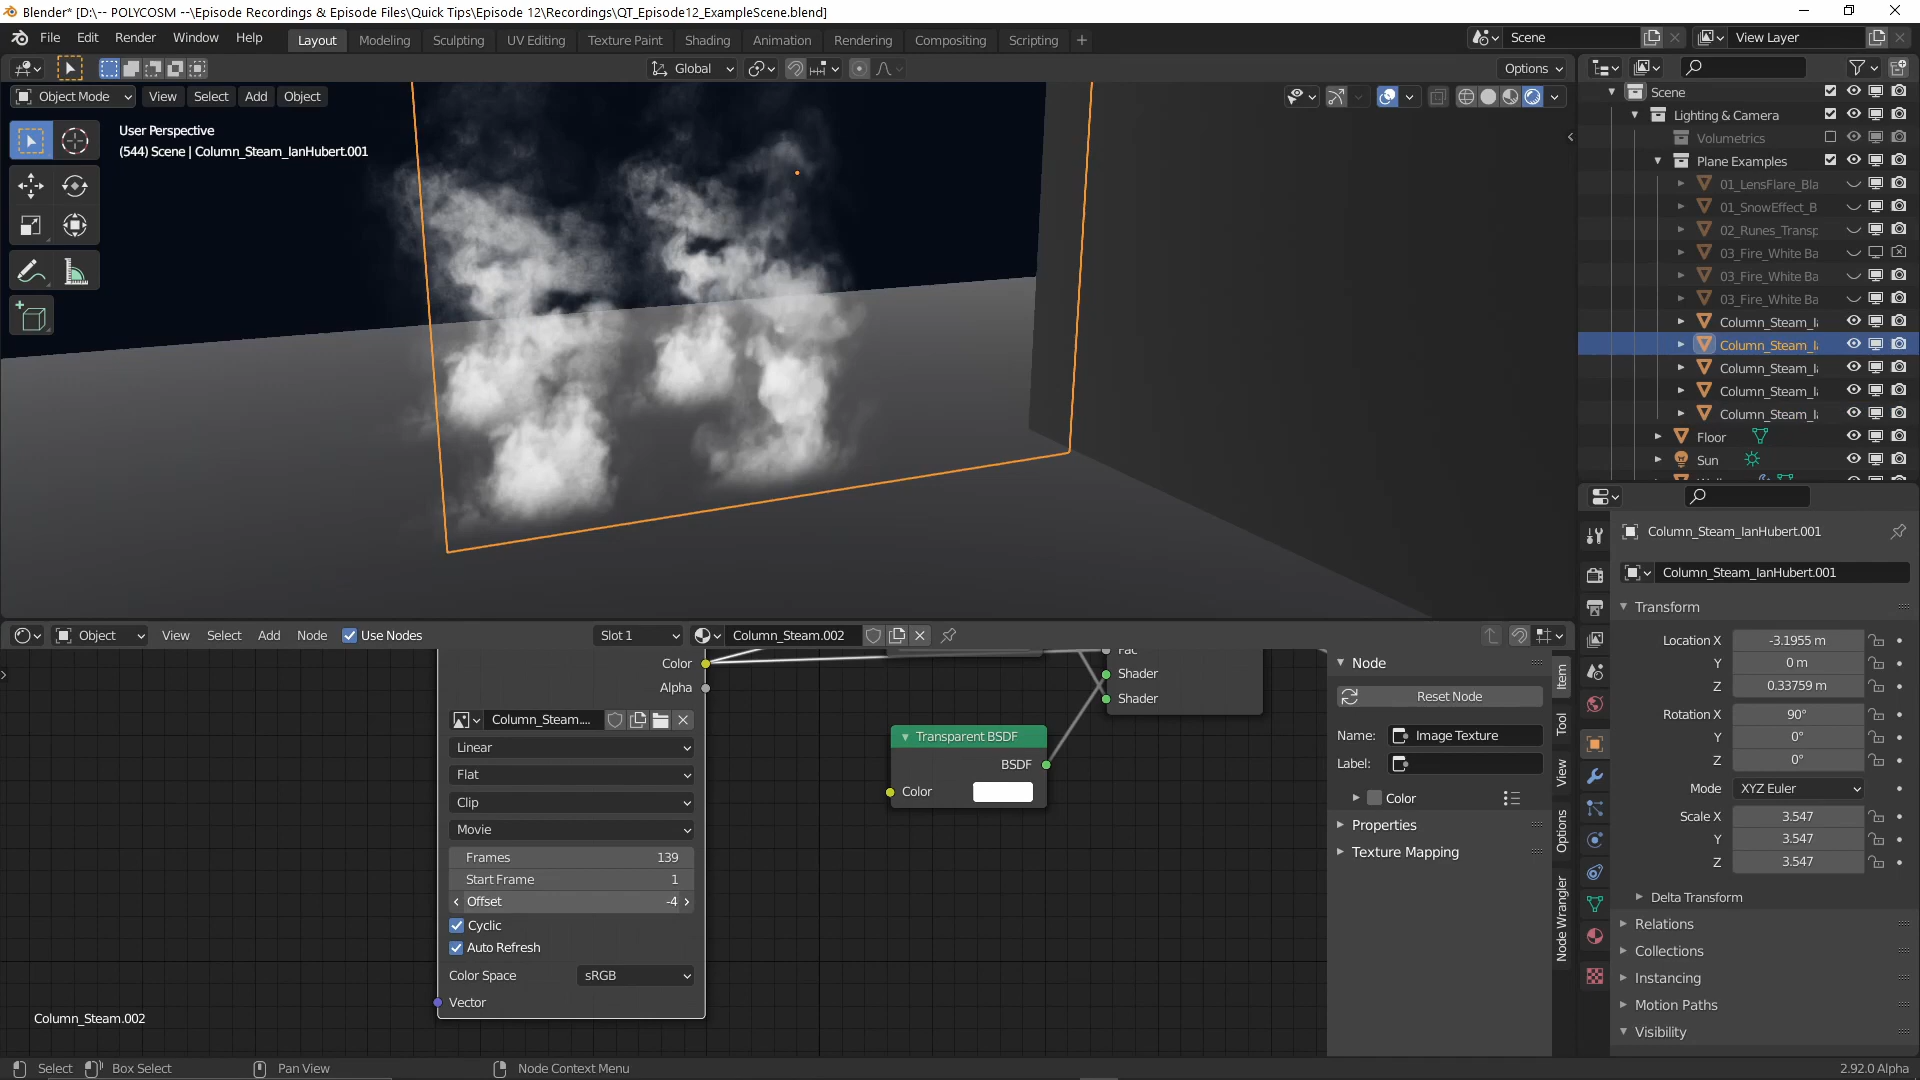 Blender* [D:\-- POLYCOSM --\Episode Recordings & Episode Files\Quick Tips\Episode 12\Recordings\QT_Episode12_ExampleScene.blend]
File Edit Render Window Help Layout Modeling Sculpting UV Editing Texture Paint Shading Animation Rendering Compositing Scripting + Scene View Layer
Global Options
Object Mode View Select Add Object
User Perspective
(544) Scene | Column_Steam_IanHubert.001
Scene
Lighting & Camera
Volumetrics
Plane Examples
01_LensFlare_Bla
01_SnowEffect_B
02_Runes_Transp
03_Fire_White Ba
03_Fire_White Ba
03_Fire_White Ba
Column_Steam_I
Column_Steam_I
Column_Steam_I
Column_Steam_I
Column_Steam_I
Floor
Sun
Column_Steam_IanHubert.001
Column_Steam_IanHubert.001
Transform
Location X -3.1955 m
Y 0 m
Z 0.33759 m
Rotation X 90°
Y 0°
Z 0°
Mode XYZ Euler
Scale X 3.547
Y 3.547
Z 3.547
Delta Transform
Relations
Collections
Instancing
Motion Paths
Visibility
Object View Select Add Node Use Nodes Slot 1 Column_Steam.002
Color
Alpha
Column_Steam....
Linear
Flat
Clip
Movie
Frames 139
Start Frame 1
Offset -4
Cyclic
Auto Refresh
Color Space sRGB
Vector
Fac
Shader
Shader
Transparent BSDF
BSDF
Color
Node
Reset Node
Name: Image Texture
Label:
Color
Properties
Texture Mapping
Item
Tool
View
Options
Node Wrangler
Column_Steam.002
Select Box Select Pan View Node Context Menu 2.92.0 Alpha